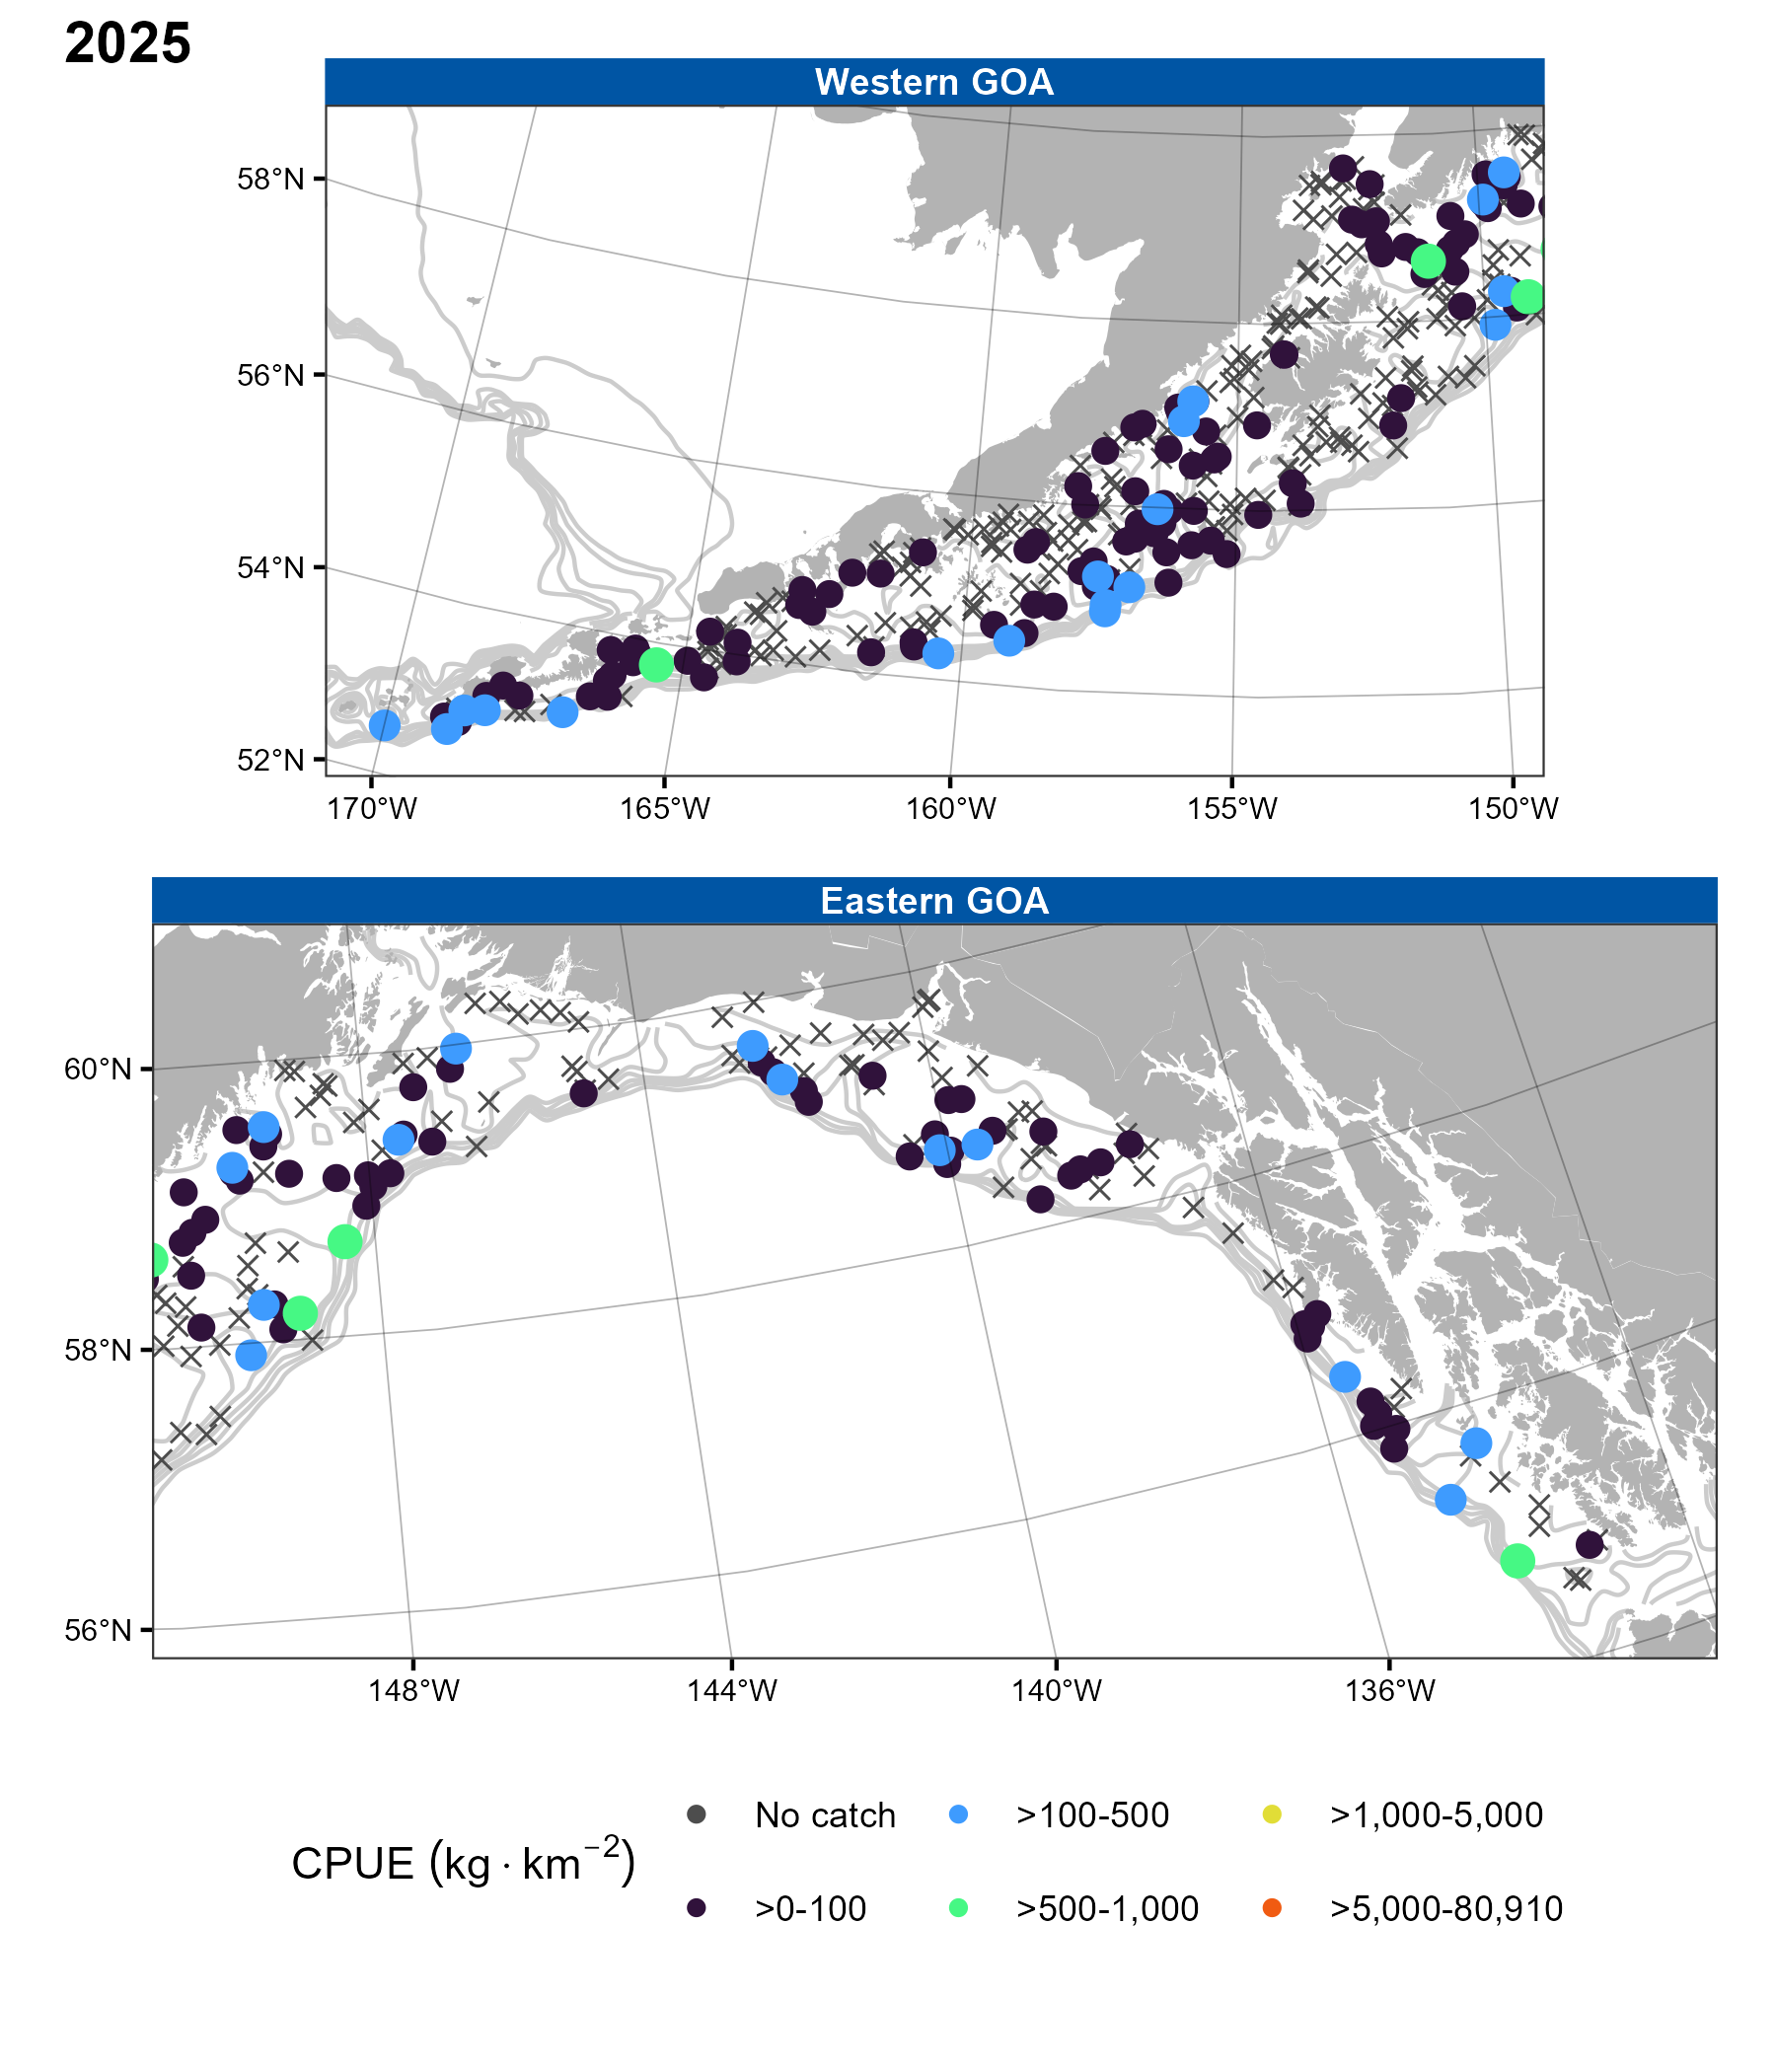 2025
Western GOA
58°N
56°N
54°N
52°N
170°W 165°W 160°W 155°W 150°W
Eastern GOA
60°N
58°N
56°N
148°W 144°W 140°W 136°W
CPUE (kg · km⁻²)
No catch >100-500 >1,000-5,000
>0-100 >500-1,000 >5,000-80,910